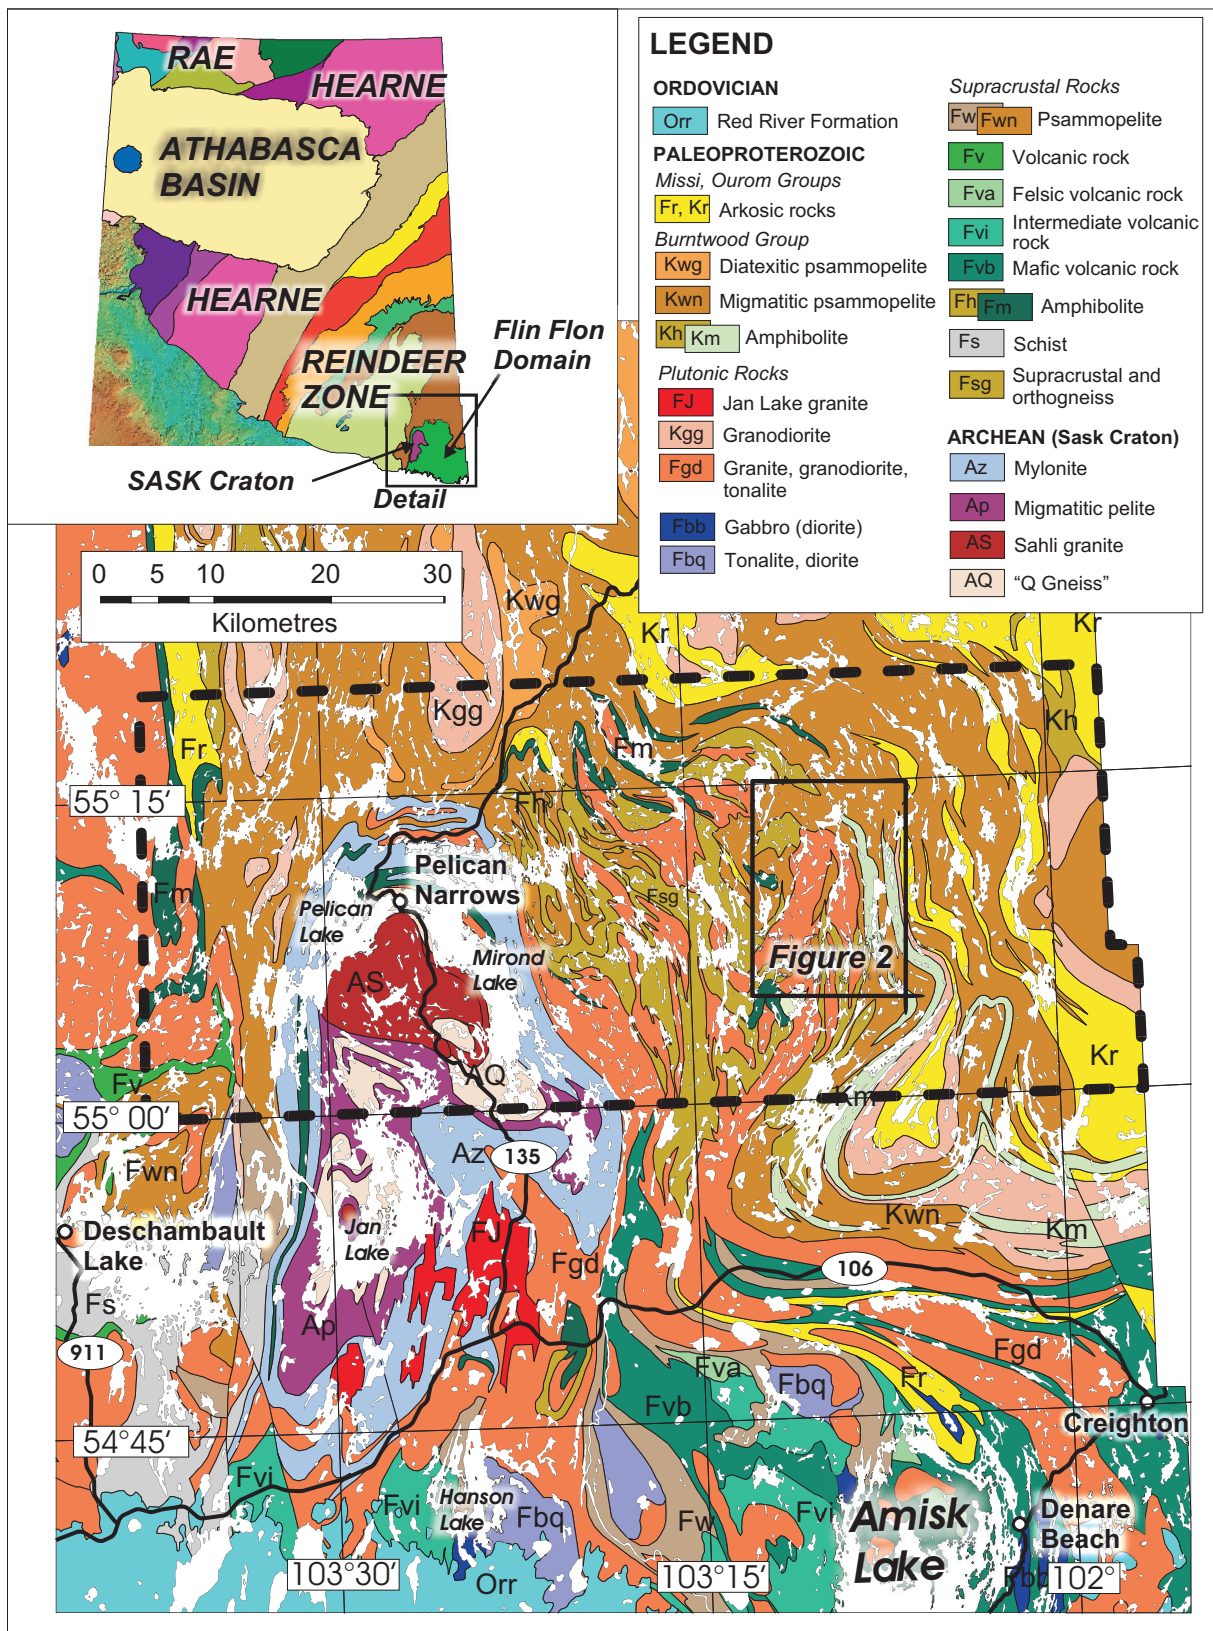 RAE
HEARNE
ATHABASCA
BASIN
HEARNE
REINDEER
ZONE
Flin Flon
Domain
SASK Craton
Detail
LEGEND
ORDOVICIAN
Orr Red River Formation
PALEOPROTEROZOIC
Missi, Ourom Groups
Fr, Kr Arkosic rocks
Burntwood Group
Kwg Diatexitic psammopelite
Kwn Migmatitic psammopelite
Kh Km Amphibolite
Plutonic Rocks
FJ Jan Lake granite
Kgg Granodiorite
Fgd Granite, granodiorite,
tonalite
Fbb Gabbro (diorite)
Fbq Tonalite, diorite
Supracrustal Rocks
Fw Fwn Psammopelite
Fv Volcanic rock
Fva Felsic volcanic rock
Fvi Intermediate volcanic
rock
Fvb Mafic volcanic rock
Fh Fm Amphibolite
Fs Schist
Fsg Supracrustal and
orthogneiss
ARCHEAN (Sask Craton)
Az Mylonite
Ap Migmatitic pelite
AS Sahli granite
AQ “Q Gneiss”
0 5 10 20 30
Kilometres
Kwg
Kr
Kr
Kgg
Kh
Fr
Fm
55° 15′
Fh
Pelican
Narrows
Fm
Fsg
Pelican
Lake
Mirond
Lake
Figure 2
AS
Kr
AQ
Fv
Km
55° 00′
Az
135
Fwn
Kwn
Deschambault
Lake
Jan
Lake
FJ
Km
Fgd
106
Fs
Ap
911
Fva
Fbq
Fr
Fgd
Fvb
Creighton
54°45′
Fvi
Fvi
Hanson
Lake
Fbq
Fw
Fvi
Amisk
Lake
Denare
Beach
103°30′
Orr
103°15′
Fbb
102°